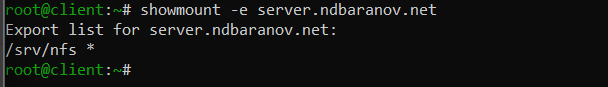 root@client:~# showmount -e server.ndbaranov.net
Export list for server.ndbaranov.net:
/srv/nfs *
root@client:~#